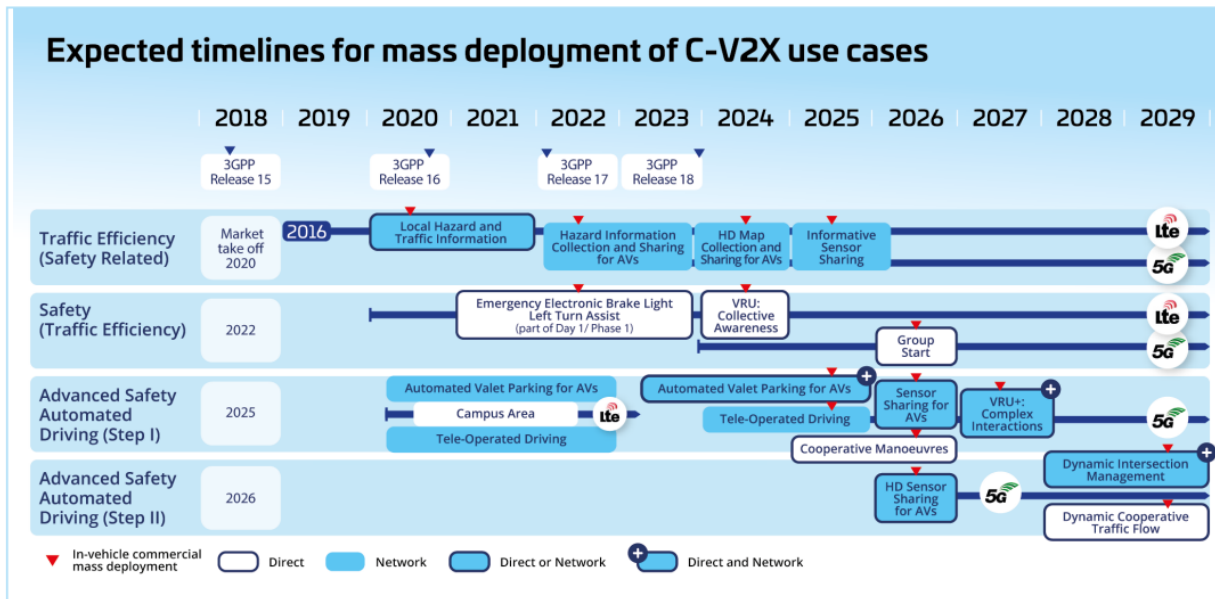 Expected timelines for mass deployment of C-V2X use cases
2018 2019 2020 2021 2022 2023 2024 2025 2026 2027 2028 2029
3GPP
Release 15
3GPP
Release 16
3GPP
Release 17
3GPP
Release 18
Traffic Efficiency
(Safety Related)
Market
take off
2020
2016
Local Hazard and
Traffic Information
Hazard Information
Collection and Sharing
for AVs
HD Map
Collection and
Sharing for AVs
Informative
Sensor
Sharing
LTE
5G
Safety
(Traffic Efficiency)
2022
Emergency Electronic Brake Light
Left Turn Assist
(part of Day 1/ Phase 1)
VRU:
Collective
Awareness
Group
Start
LTE
5G
Advanced Safety
Automated
Driving (Step I)
2025
Automated Valet Parking for AVs
Campus Area
LTE
Tele-Operated Driving
Automated Valet Parking for AVs
+
Tele-Operated Driving
Cooperative Manoeuvres
Sensor
Sharing for
AVs
VRU+:
Complex
Interactions
+
5G
Advanced Safety
Automated
Driving (Step II)
2026
HD Sensor
Sharing
for AVs
5G
Dynamic Intersection
Management
+
Dynamic Cooperative
Traffic Flow
In-vehicle commercial
mass deployment
Direct
Network
Direct or Network
+
Direct and Network